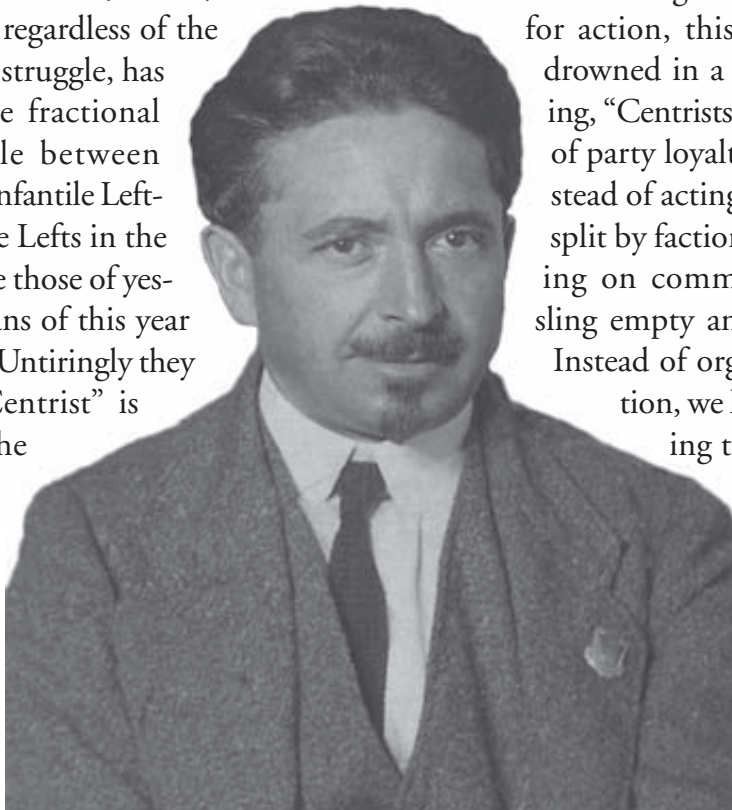 regardless of the
struggle, has
e fractional
le between
nfantile Left-
e Lefts in the
e those of yes-
ns of this year
Untiringly they
entrist” is
he
for action, this
drowned in a
ing, “Centrists
of party loyalt
stead of acting
split by faction
ing on comm
sling empty an
Instead of org
tion, we
ing t